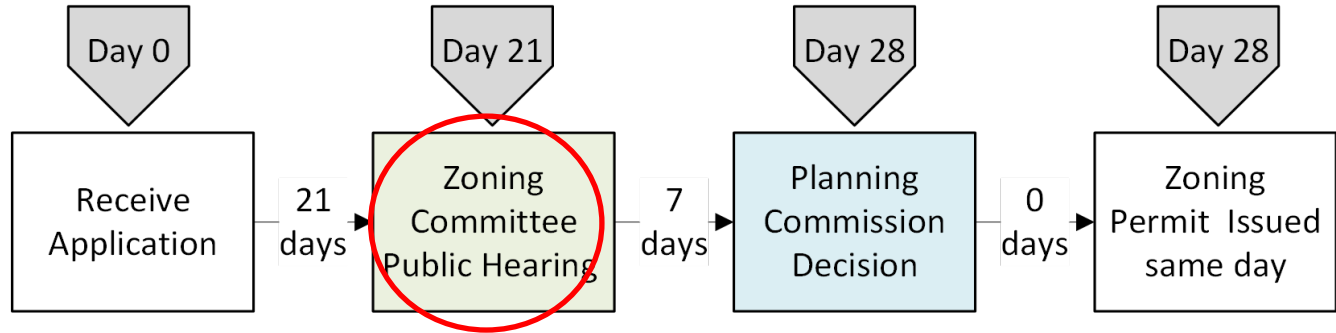 Day 0
Day 21
Day 28
Day 28
Receive
Application
21
days
Zoning
Committee
Public Hearing
7
days
Planning
Commission
Decision
0
days
Zoning
Permit Issued
same day